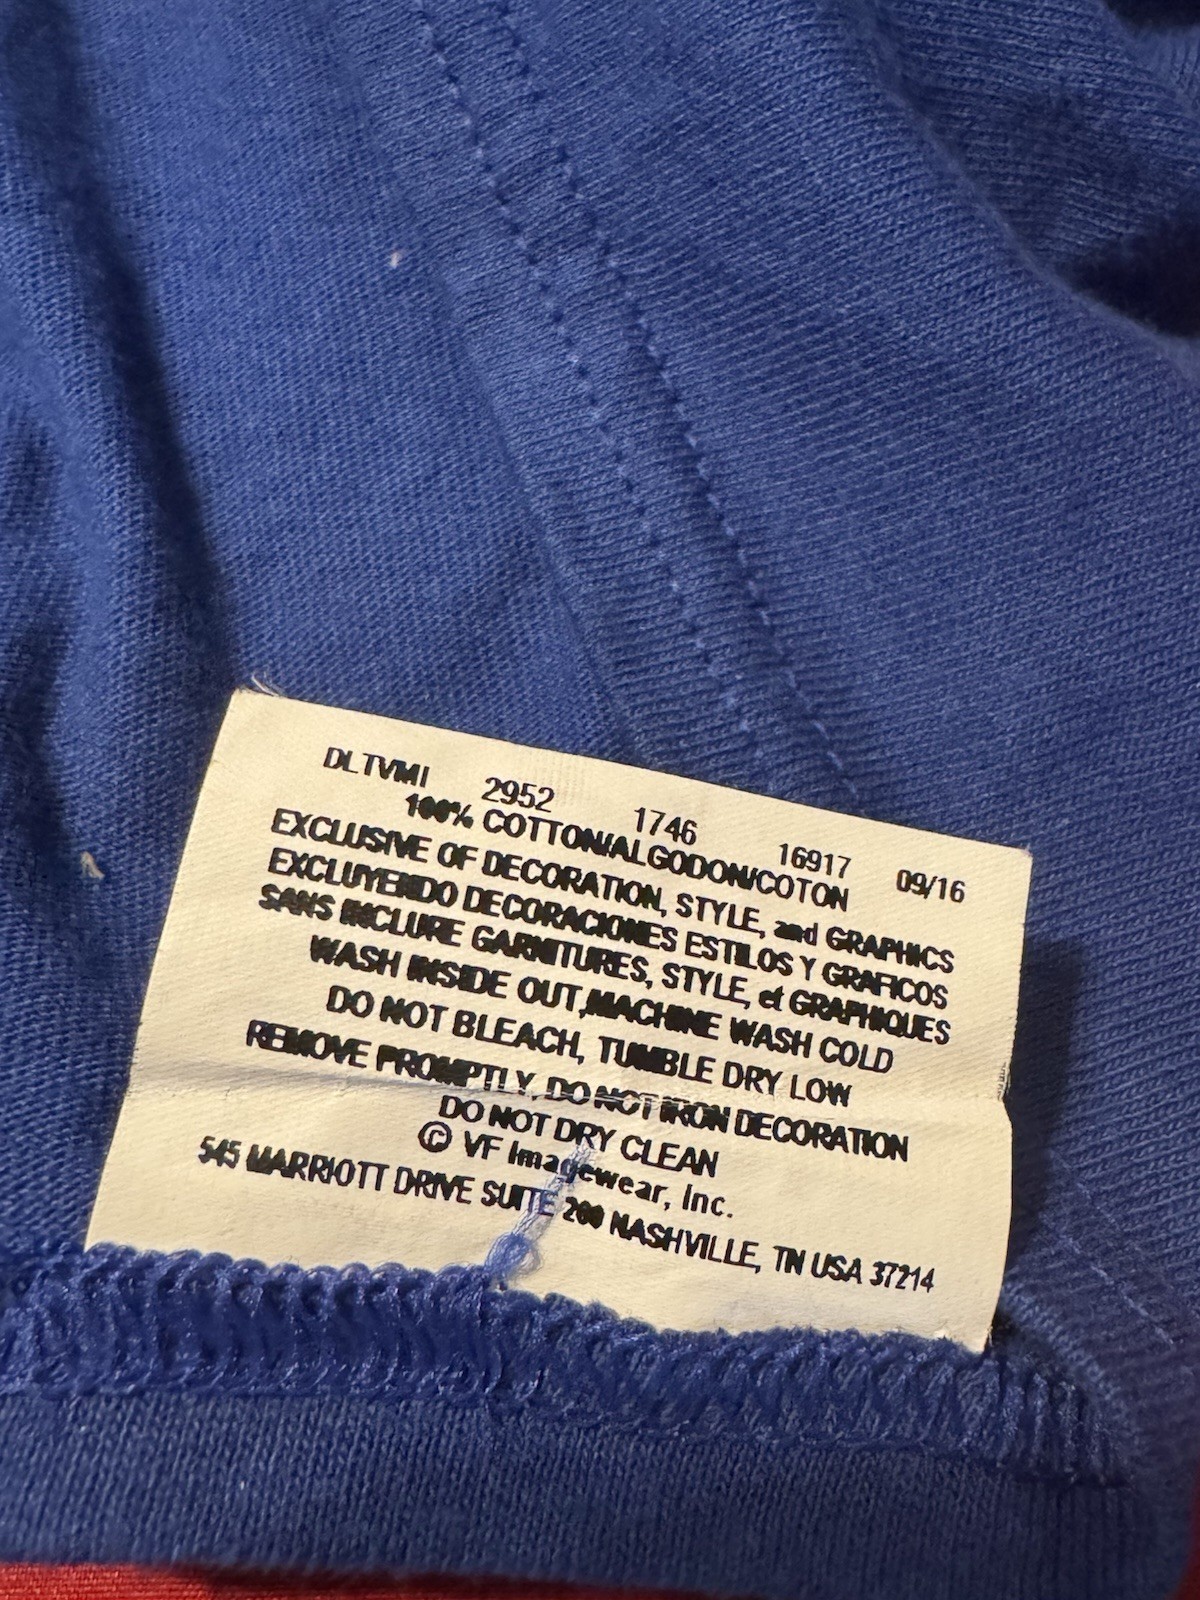 DLTVMI 2952 1746 16917 09/16
100% COTTON/ALGODON/COTON
EXCLUSIVE OF DECORATION, STYLE, and GRAPHICS
EXCLUYENDO DECORACIONES ESTILOS Y GRAFICOS
SANS INCLURE GARNITURES, STYLE, et GRAPHIQUES
WASH INSIDE OUT,MACHINE WASH COLD
DO NOT BLEACH, TUMBLE DRY LOW
REMOVE PROMPTLY, DO NOT IRON DECORATION
DO NOT DRY CLEAN
© VF Imagewear, Inc.
545 MARRIOTT DRIVE SUITE 200 NASHVILLE, TN USA 37214